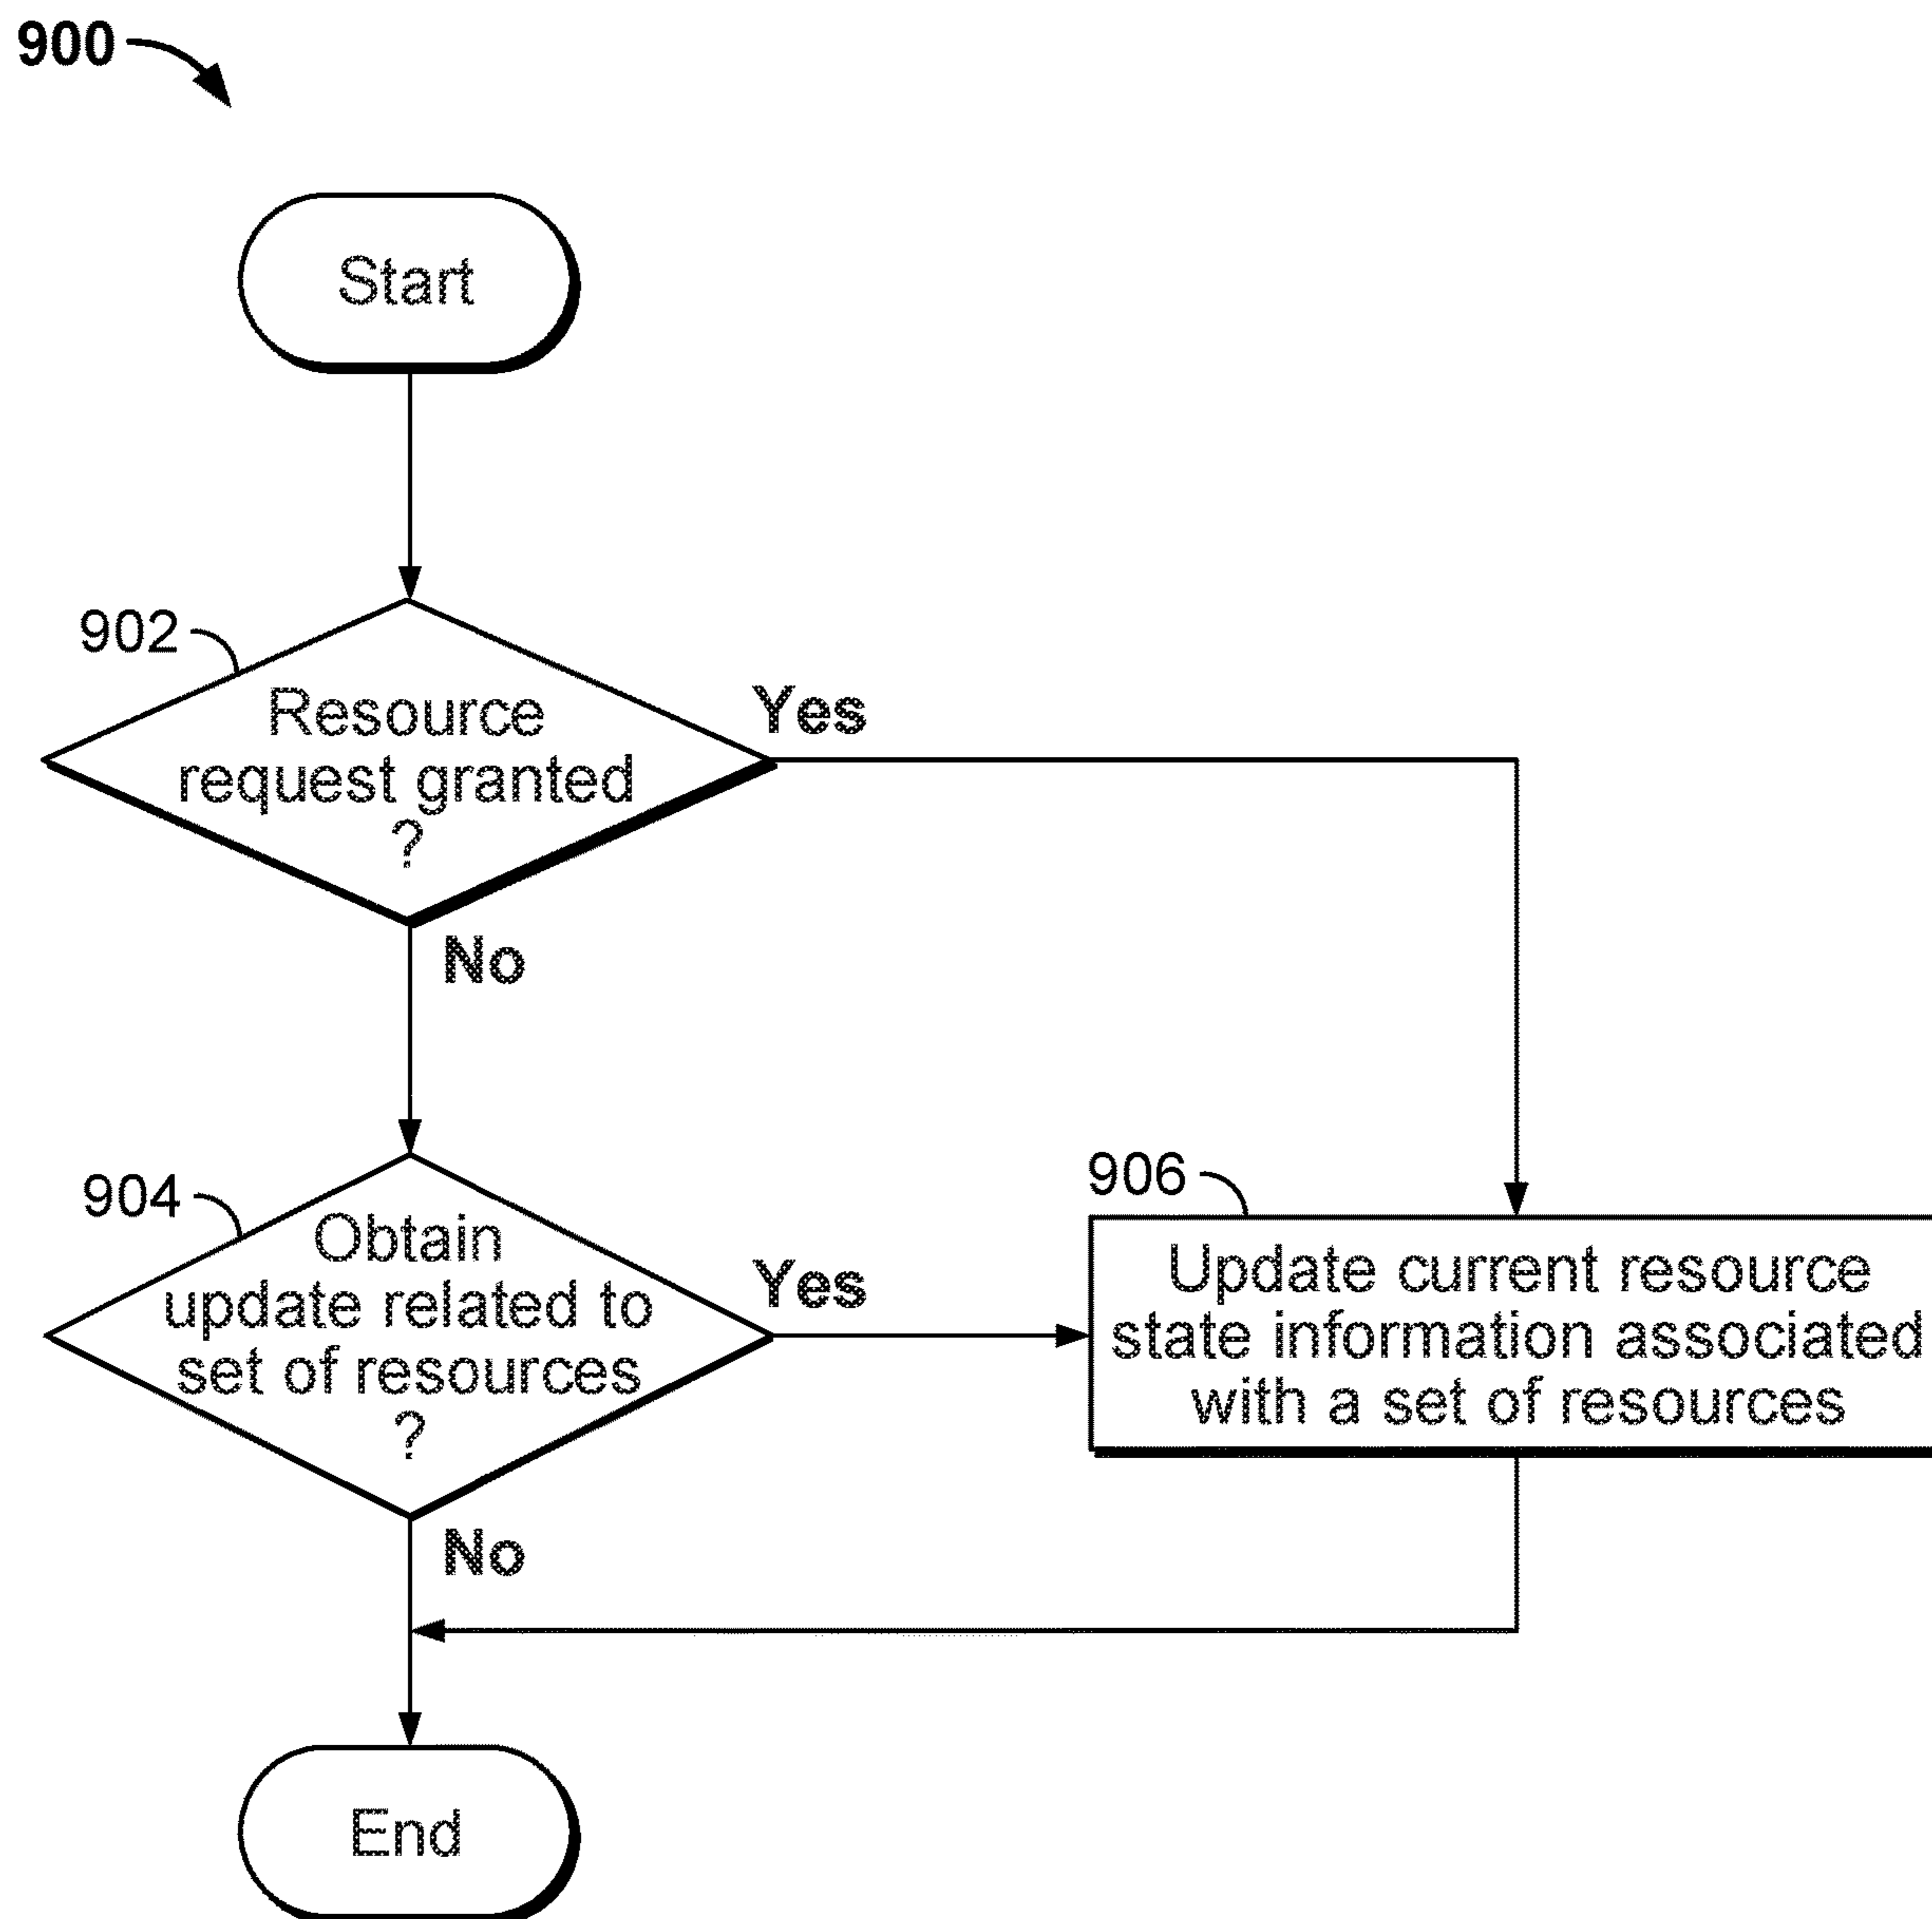 900
Start
902
Resource
request granted
?
Yes
No
904
Obtain
update related to
set of resources
?
Yes
No
906
Update current resource
state information associated
with a set of resources
End